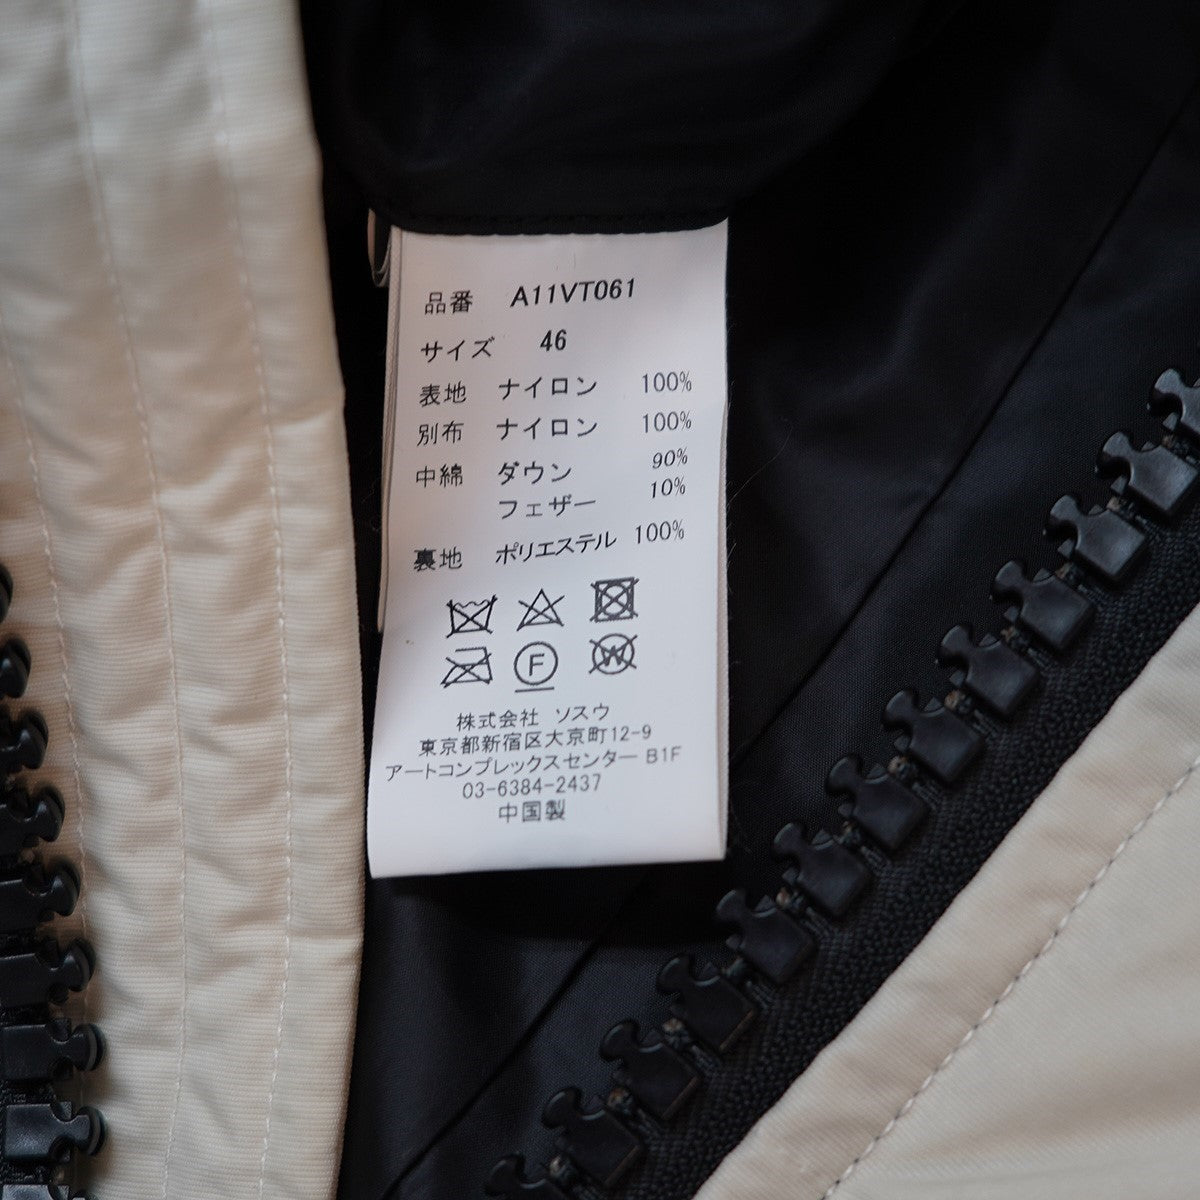 品番 A11VT061
サイズ 46
表地 ナイロン 100%
別布 ナイロン 100%
中綿 ダウン 90%
フェザー 10%
裏地 ポリエステル 100%
F W
株式会社 ソスウ
東京都新宿区大京町12-9
アートコンプレックスセンター B1F
03-6384-2437
中国製